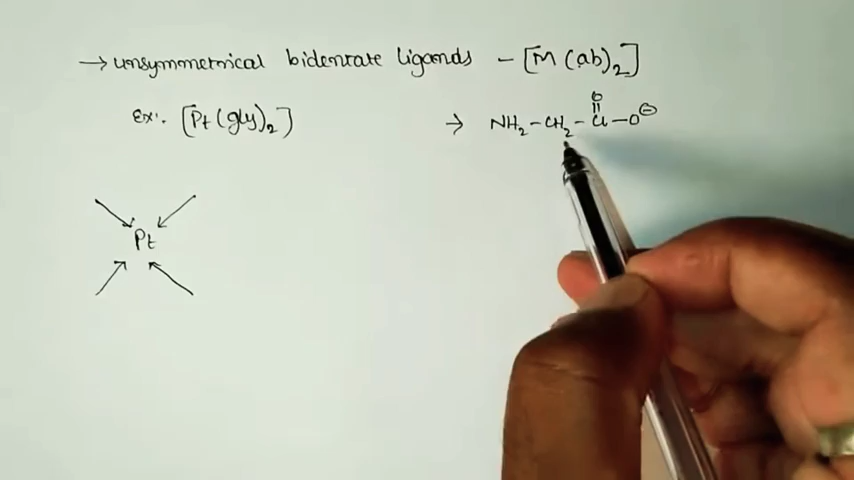 → unsymmetrical bidentate ligands - [M(ab)₂]
Ex:. [Pt(gly)₂] → NH₂-CH₂-C-O⊖
O
Pt